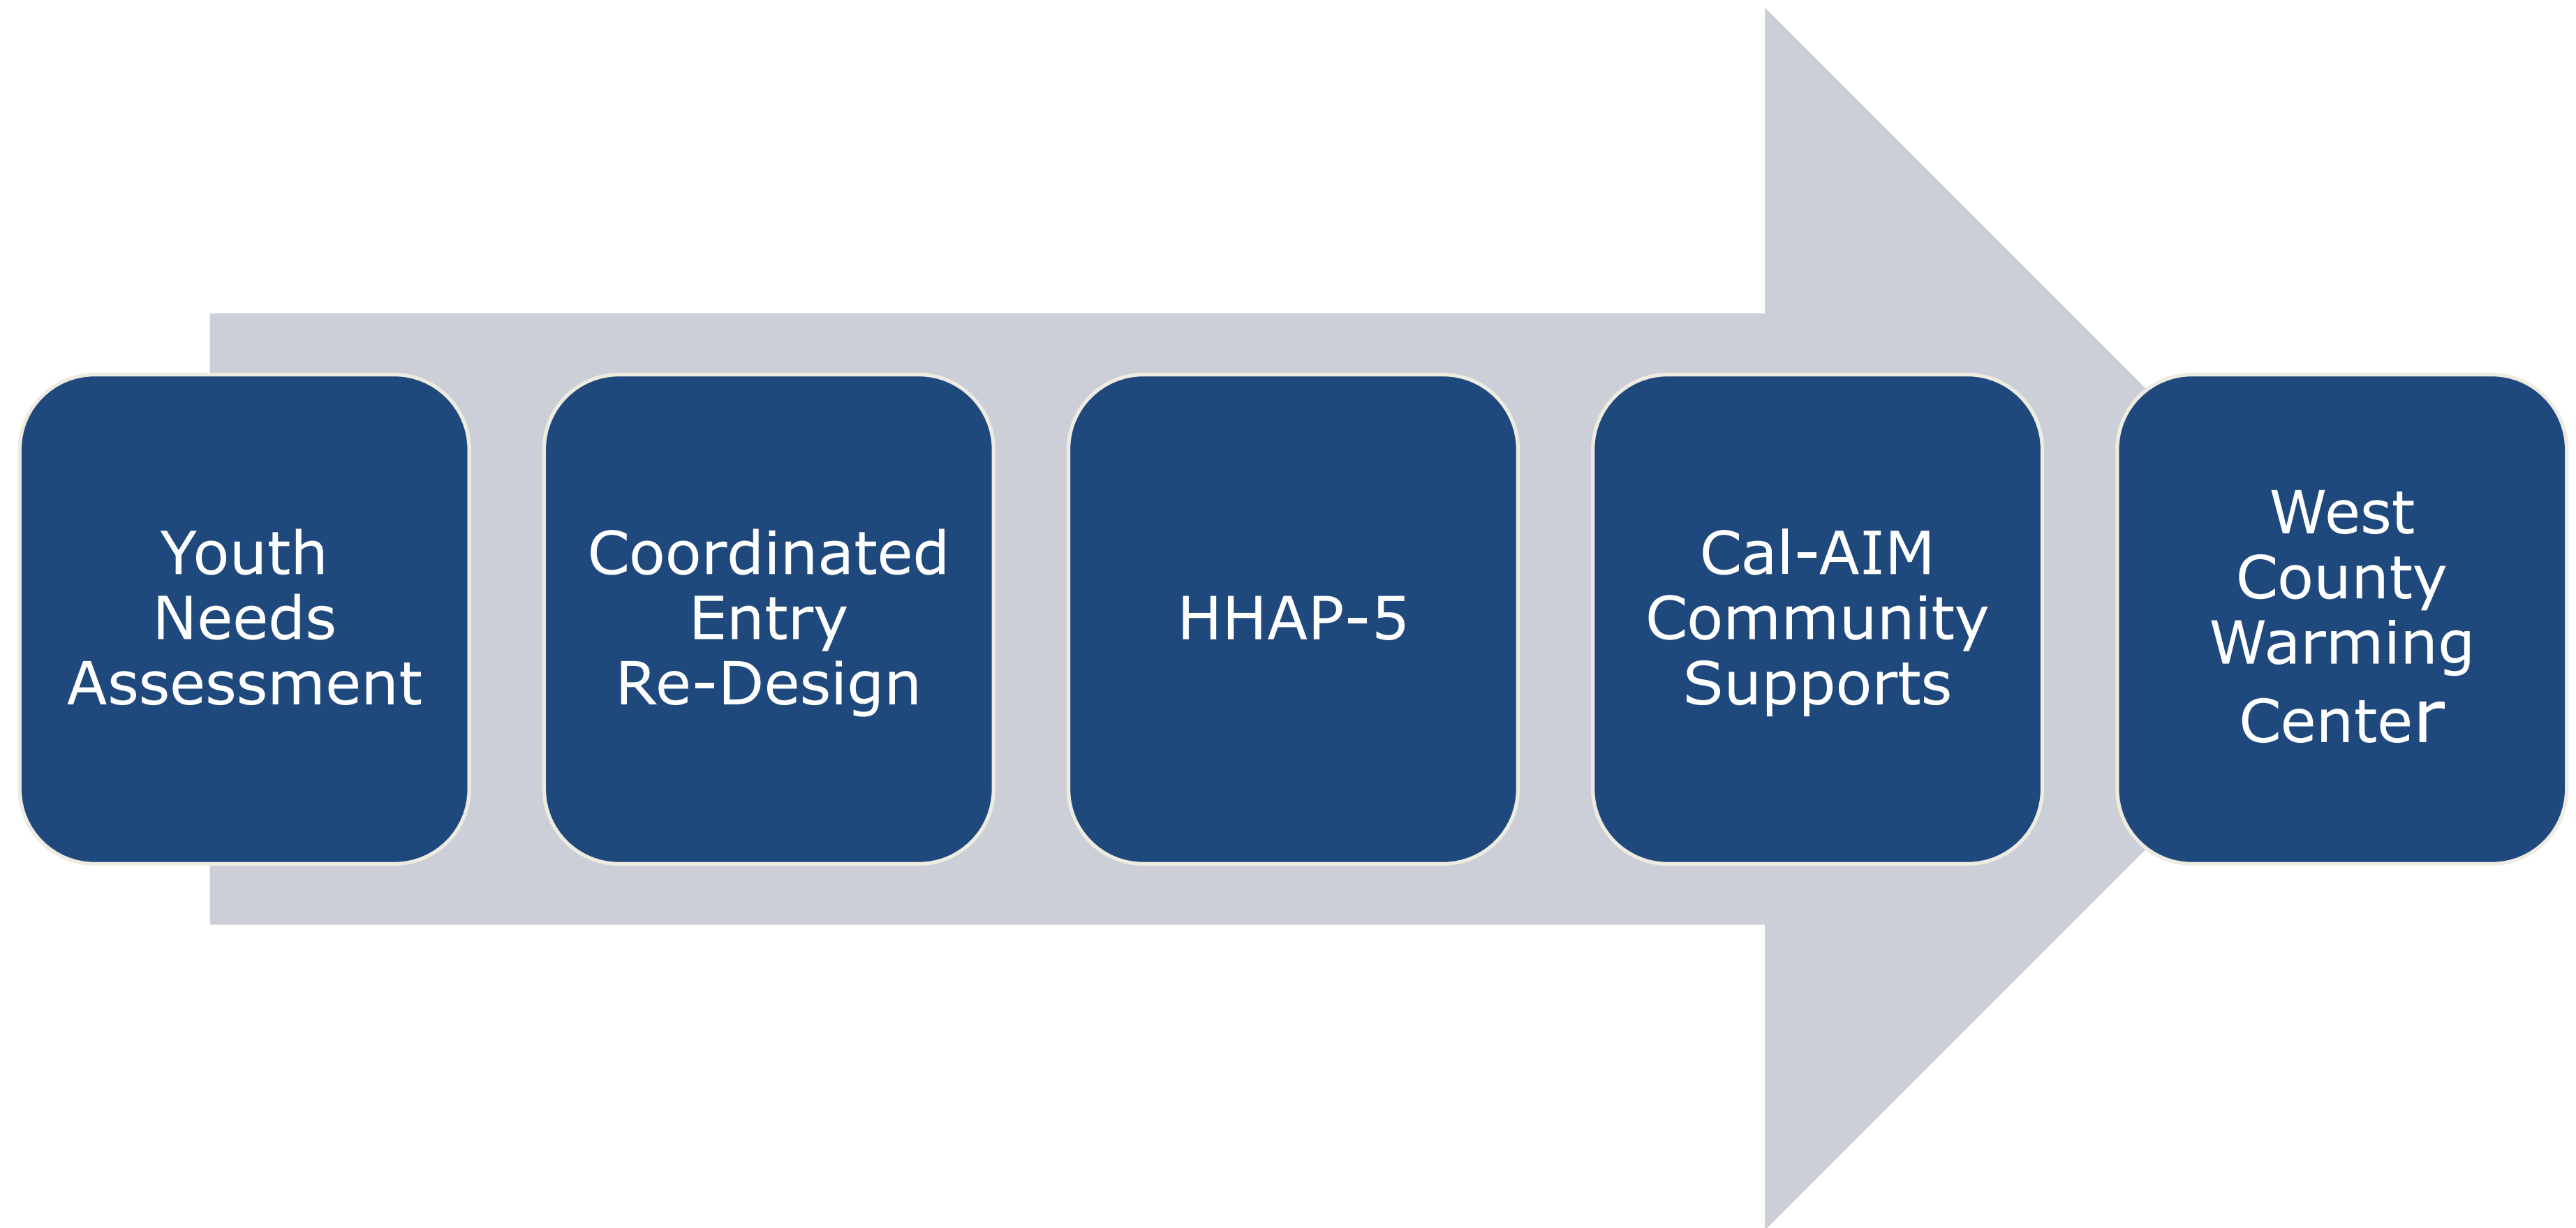 Youth
Needs
Assessment
Coordinated
Entry
Re-Design
HHAP-5
Cal-AIM
Community
Supports
West
County
Warming
Center